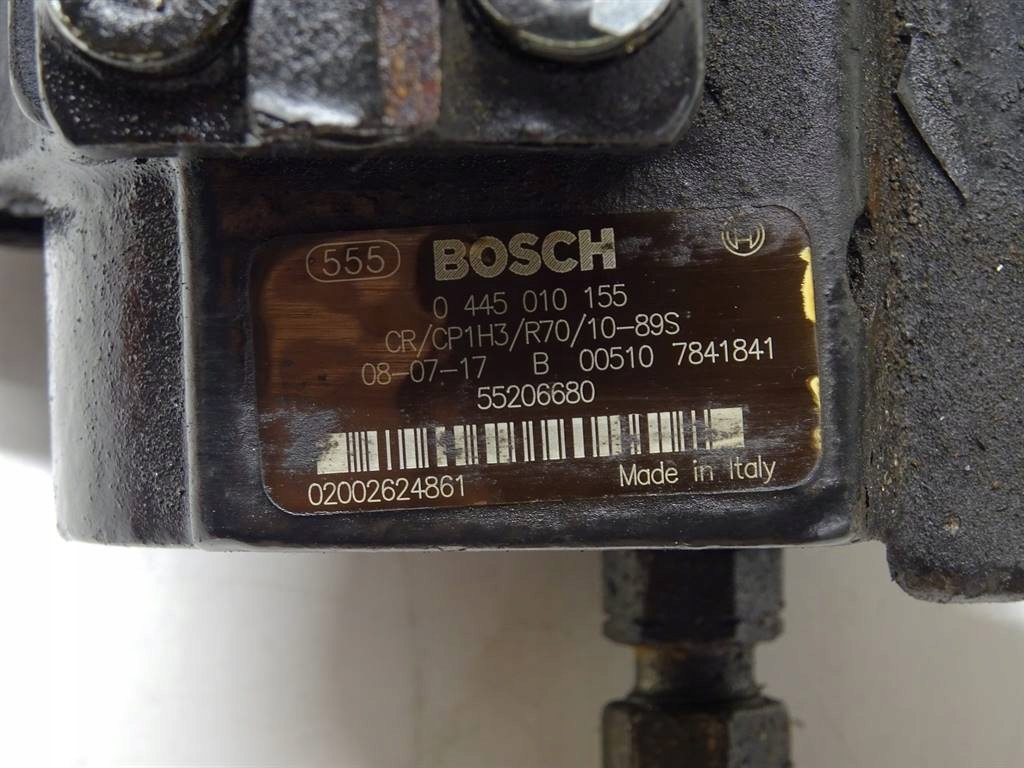 555 BOSCH
0 445 010 155
CR/CP1H3/R70/10-89S
08-07-17 B 00510 7841841
55206680
02002624861 Made in Italy